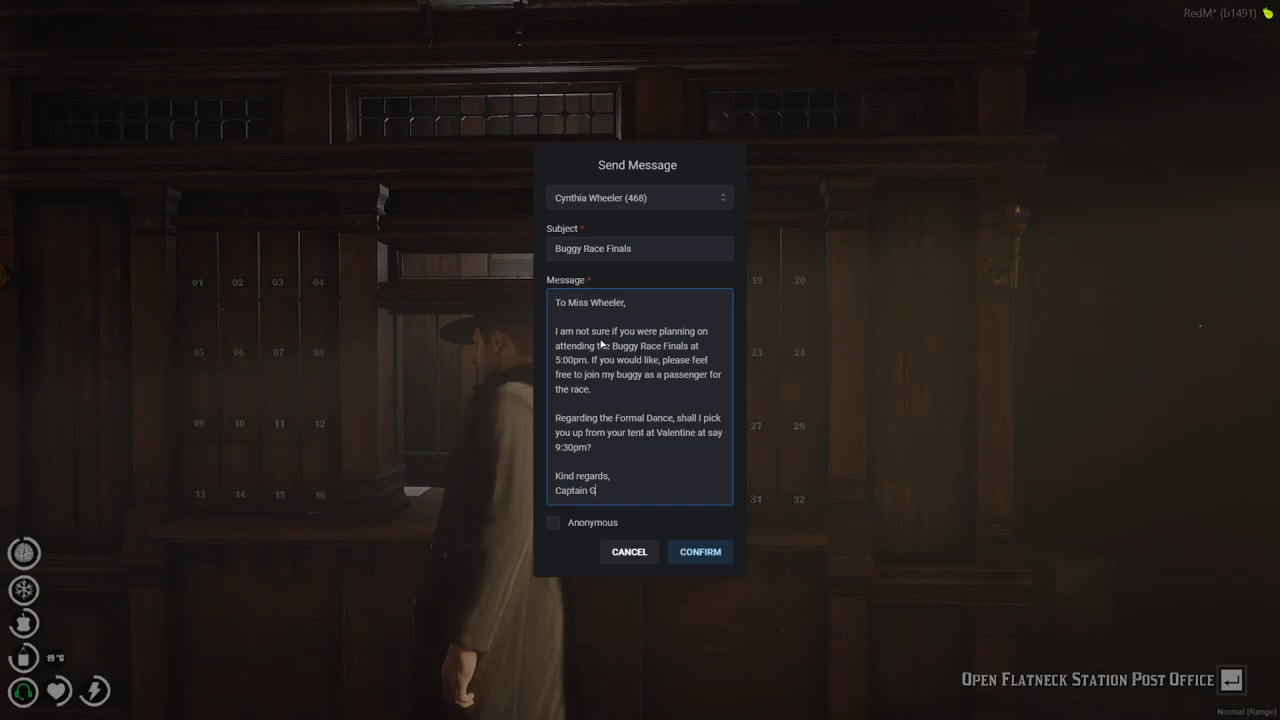 RedM* (b1491)
Send Message
Cynthia Wheeler (468)
Subject *
Buggy Race Finals
Message *
To Miss Wheeler,
I am not sure if you were planning on
attending the Buggy Race Finals at
5:00pm. If you would like, please feel
free to join my buggy as a passenger for
the race.
Regarding the Formal Dance, shall I pick
you up from your tent at Valentine at say
9:30pm?
Kind regards,
Captain G
Anonymous
CANCEL
CONFIRM
01 02 03 04
05 06 07 08
09 10 11 12
13 14 15 16
19 20
23 24
27 28
31 32
19°C
OPEN FLATNECK STATION POST OFFICE
Normal [Range]